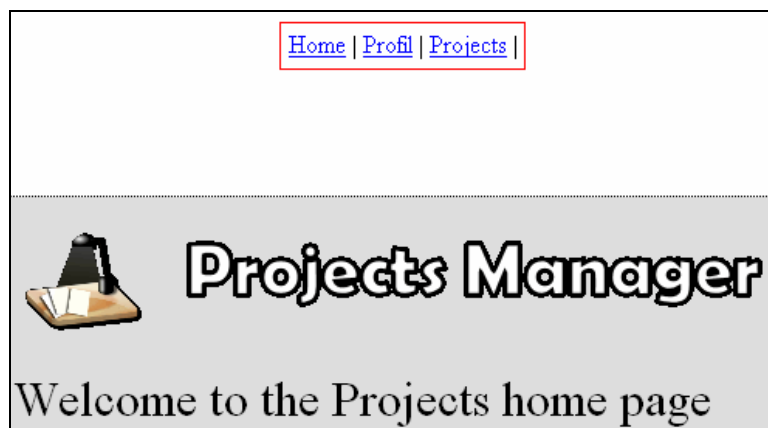 Home | Profil | Projects |
Projects Manager
Welcome to the Projects home page